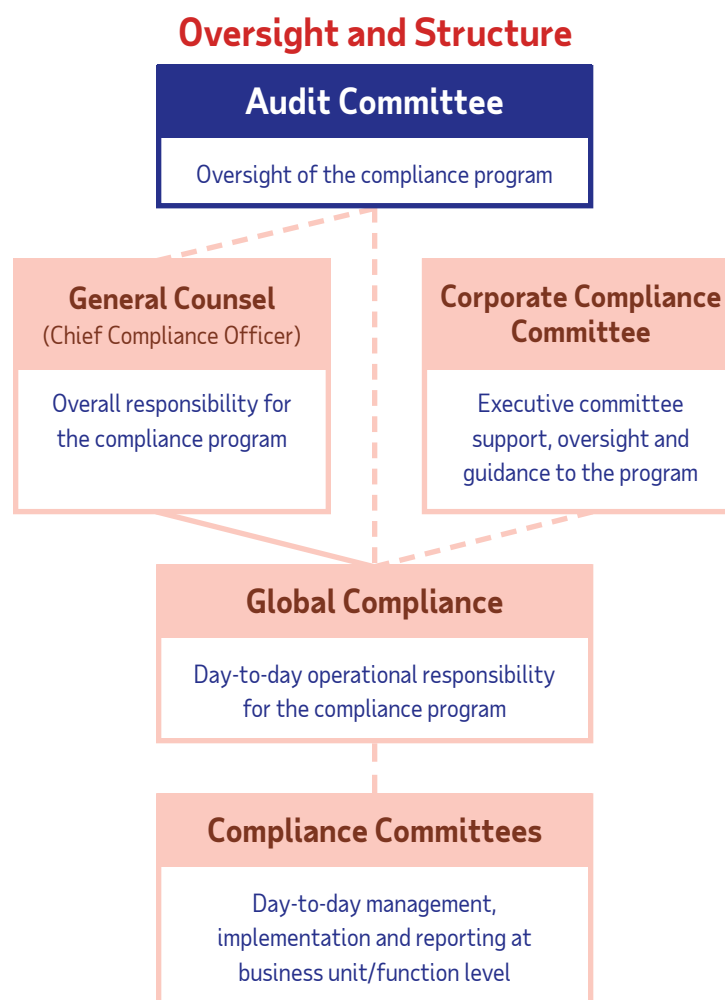 Oversight and Structure
Audit Committee
Oversight of the compliance program
General Counsel
(Chief Compliance Officer)
Overall responsibility for
the compliance program
Corporate Compliance
Committee
Executive committee
support, oversight and
guidance to the program
Global Compliance
Day-to-day operational responsibility
for the compliance program
Compliance Committees
Day-to-day management,
implementation and reporting at
business unit/function level